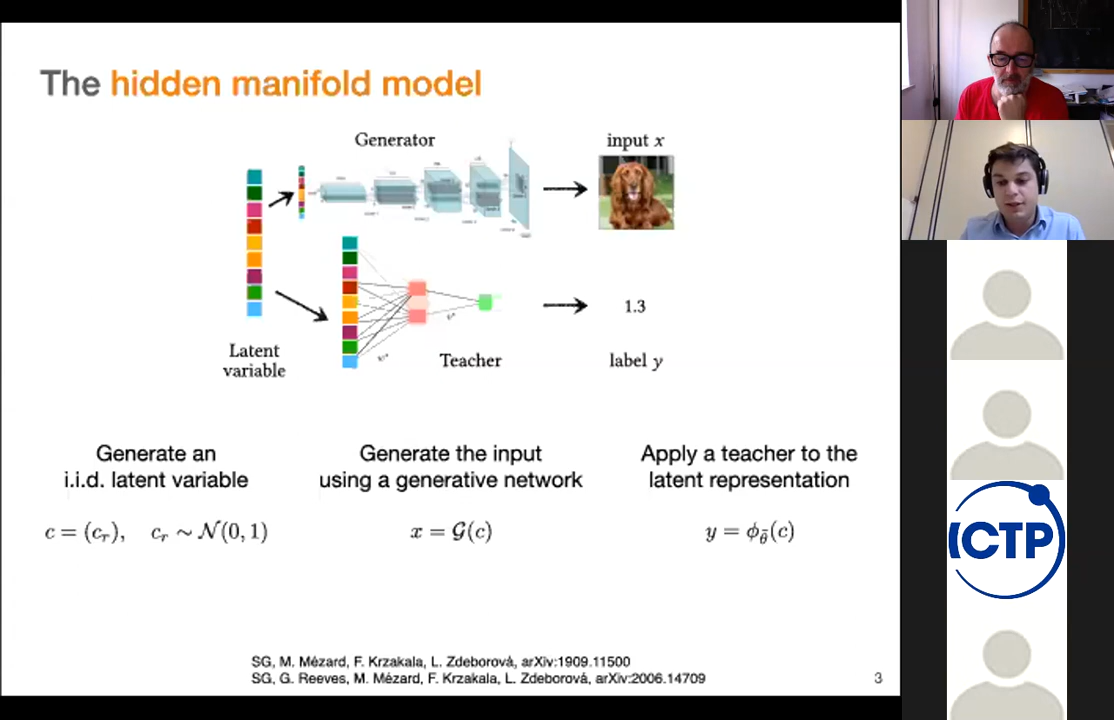 The hidden manifold model
Generator
input x
1.3
Latent
variable
Teacher
label y
Generate an
i.i.d. latent variable
c = (cᵣ), cᵣ ∼ 𝒩(0, 1)
Generate the input
using a generative network
x = 𝒢(c)
Apply a teacher to the
latent representation
y = ϕ_θ̃(c)
SG, M. Mézard, F. Krzakala, L. Zdeborová, arXiv:1909.11500
SG, G. Reeves, M. Mézard, F. Krzakala, L. Zdeborová, arXiv:2006.14709
3
ICTP